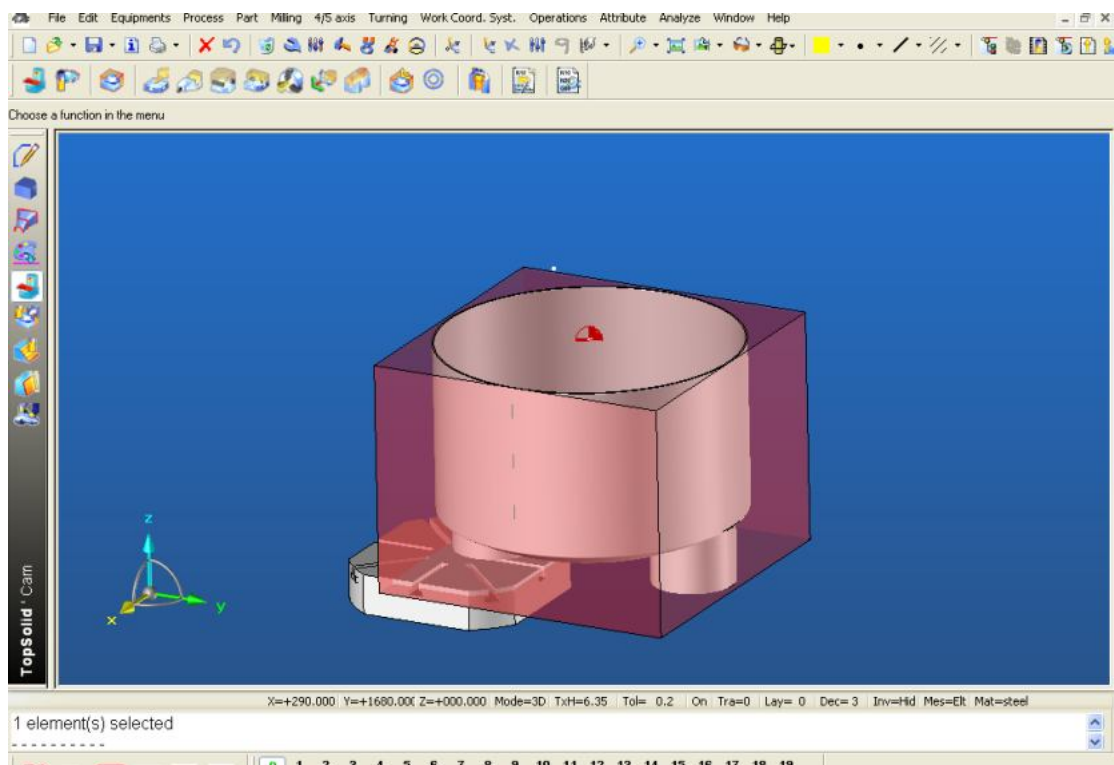 File Edit Equipments Process Part Milling 4/5 axis Turning Work Coord. Syst. Operations Attribute Analyze Window Help
Choose a function in the menu
z
y
x
TopSolid'Cam
X=+290.000 Y=+1680.00( Z=+000.000 Mode=3D TxH=6.35 Tol= 0.2 On Tra=0 Lay= 0 Dec= 3 Inv=Hid Mes=Elt Mat=steel
1 element(s) selected
----------
0 1 2 3 4 5 6 7 8 9 10 11 12 13 14 15 16 17 18 19